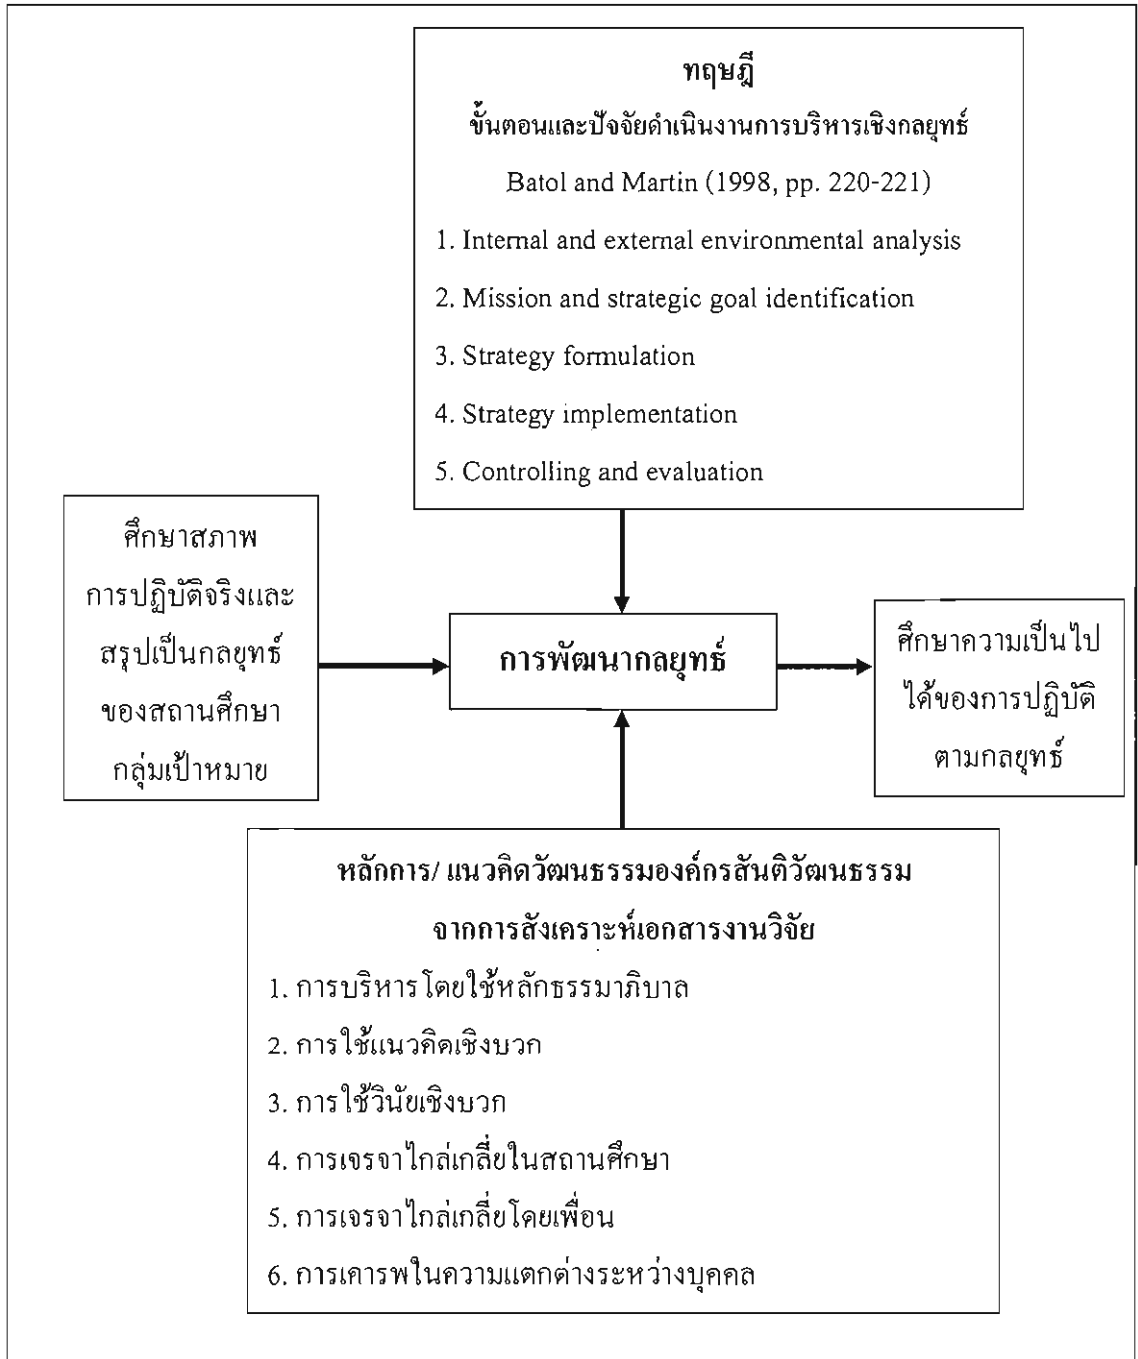 ทฤษฎี
ขั้นตอนและปัจจัยดำเนินงานการบริหารเชิงกลยุทธ์
Batol and Martin (1998, pp. 220-221)
1. Internal and external environmental analysis
2. Mission and strategic goal identification
3. Strategy formulation
4. Strategy implementation
5. Controlling and evaluation
ศึกษาสภาพ
การปฏิบัติจริงและ
สรุปเป็นกลยุทธ์
ของสถานศึกษา
กลุ่มเป้าหมาย
การพัฒนากลยุทธ์
ศึกษาความเป็นไป
ได้ของการปฏิบัติ
ตามกลยุทธ์
หลักการ/ แนวคิดวัฒนธรรมองค์กรสันติวัฒนธรรม
จากการสังเคราะห์เอกสารงานวิจัย
1. การบริหารโดยใช้หลักธรรมาภิบาล
2. การใช้แนวคิดเชิงบวก
3. การใช้วินัยเชิงบวก
4. การเจรจาไกล่เกลี่ยในสถานศึกษา
5. การเจรจาไกล่เกลี่ยโดยเพื่อน
6. การเคารพในความแตกต่างระหว่างบุคคล